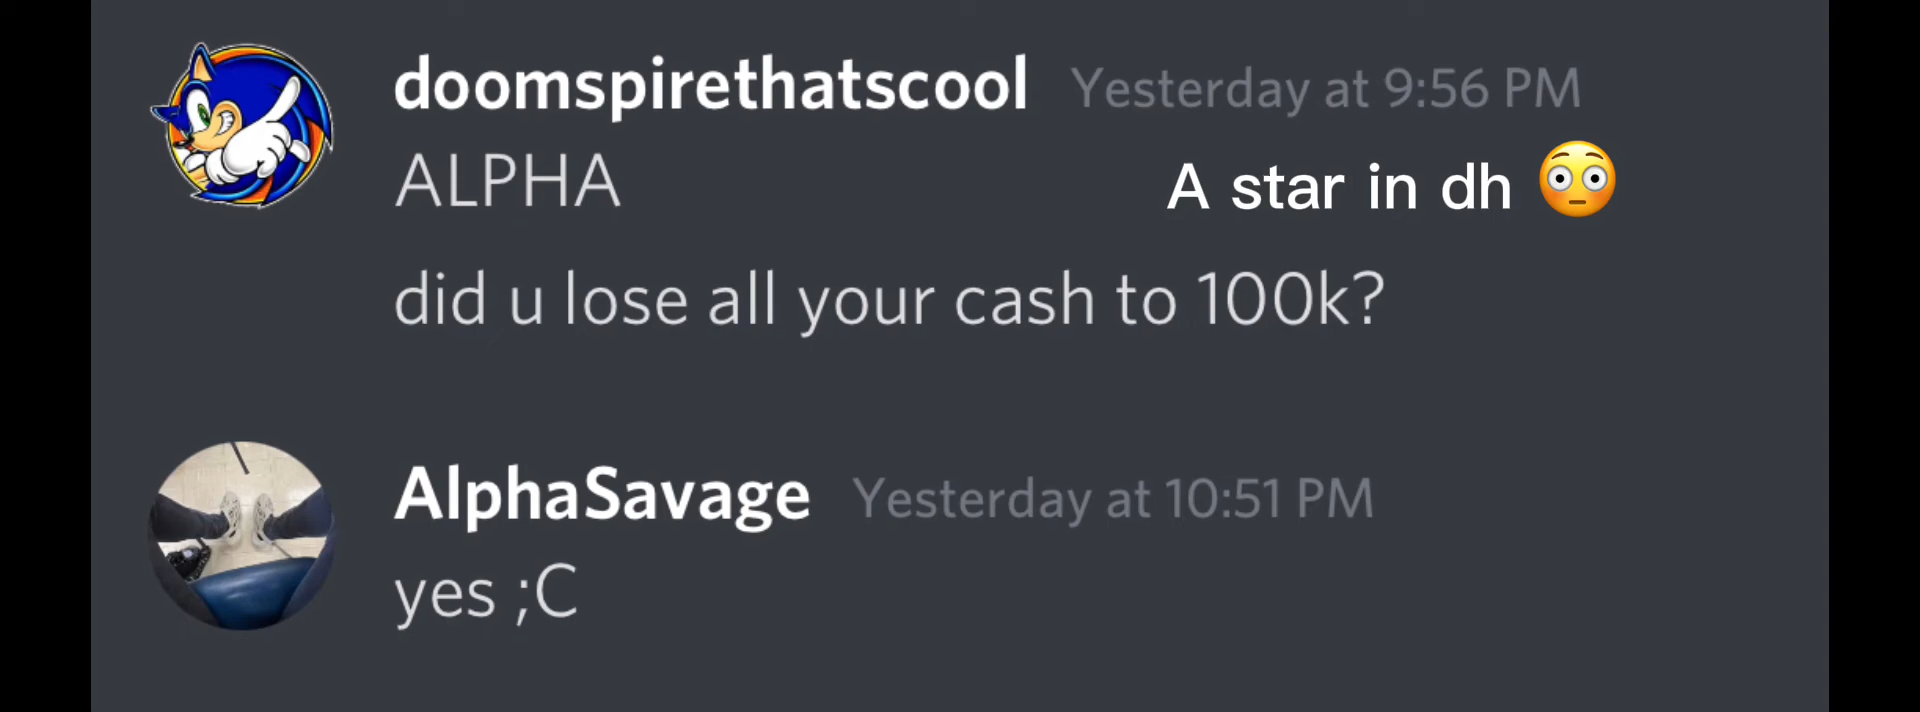 doomspirethatscool Yesterday at 9:56 PM
ALPHA
A star in dh 😳
did u lose all your cash to 100k?
AlphaSavage Yesterday at 10:51 PM
yes ;C